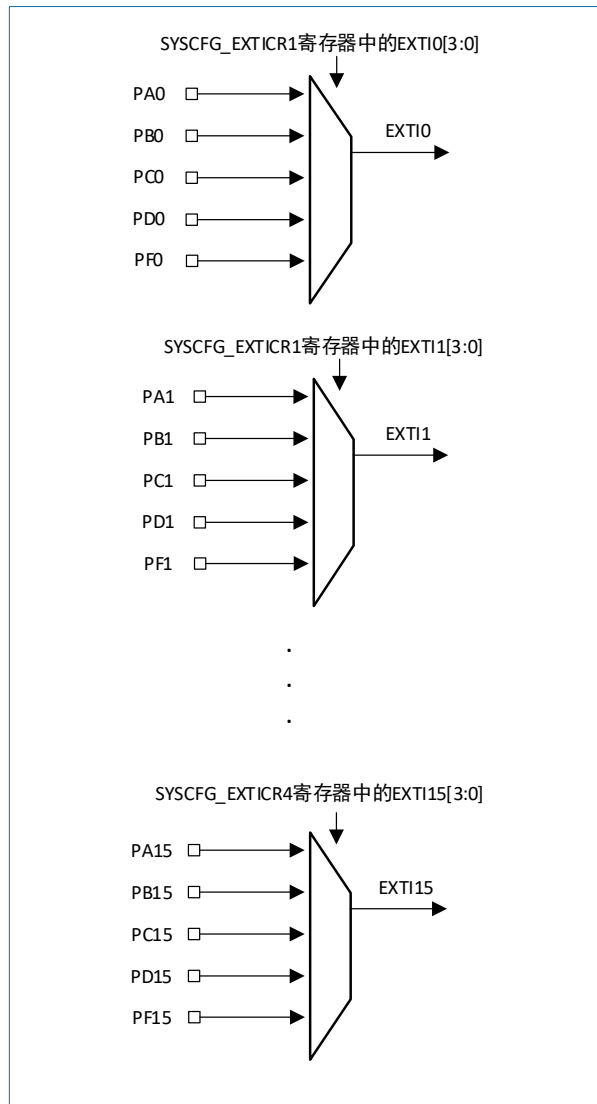 SYSCFG_EXTICR1寄存器中的EXTI0[3:0]
PA0
EXTI0
PB0
PC0
PD0
PF0
SYSCFG_EXTICR1寄存器中的EXTI1[3:0]
PA1
EXTI1
PB1
PC1
PD1
PF1
.
.
.
SYSCFG_EXTICR4寄存器中的EXTI15[3:0]
PA15
EXTI15
PB15
PC15
PD15
PF15